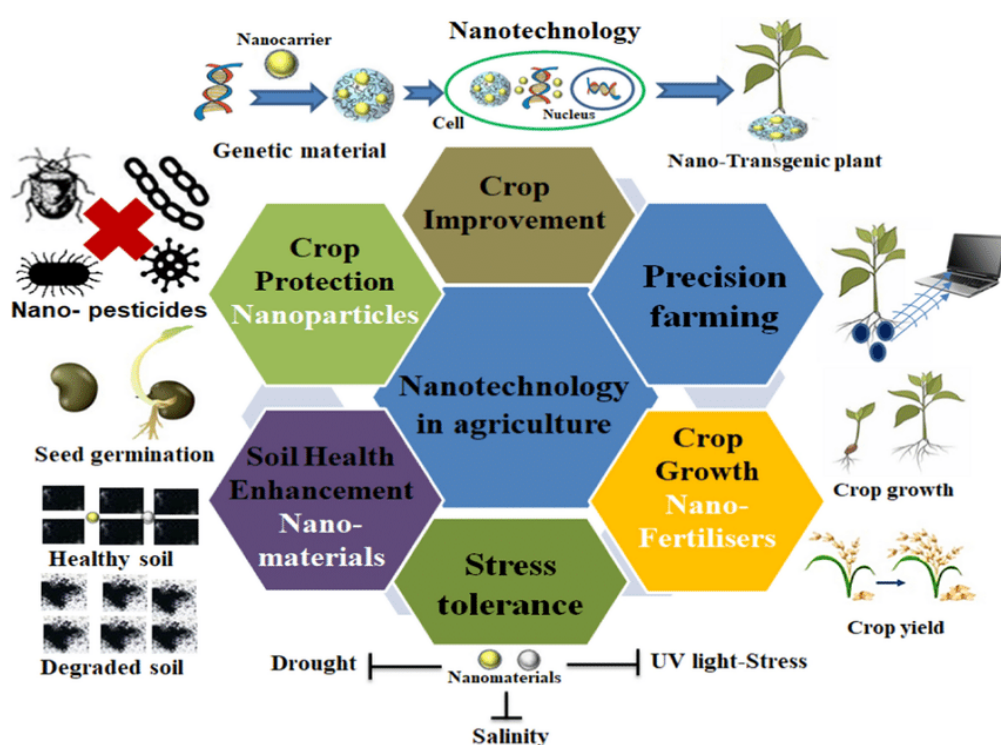 Nanotechnology
Nanocarrier
Cell
Nucleus
Genetic material
Nano-Transgenic plant
Crop
Improvement
Crop
Protection
Nanoparticles
Precision
farming
Nano- pesticides
Nanotechnology
in agriculture
Seed germination
Soil Health
Enhancement
Nano-
materials
Crop
Growth
Nano-
Fertilisers
Crop growth
Healthy soil
Stress
tolerance
Crop yield
Degraded soil
Drought
Nanomaterials
UV light-Stress
Salinity